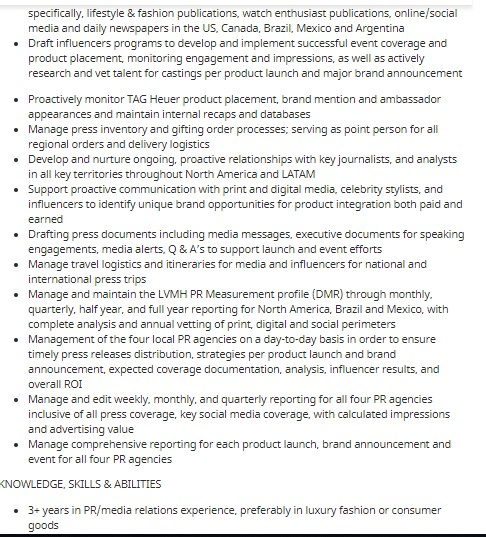 specifically, lifestyle & fashion publications, watch enthusiast publications, online/social
media and daily newspapers in the US, Canada, Brazil, Mexico and Argentina
• Draft influencers programs to develop and implement successful event coverage and
product placement, monitoring engagement and impressions, as well as actively
research and vet talent for castings per product launch and major brand announcement
• Proactively monitor TAG Heuer product placement, brand mention and ambassador
appearances and maintain internal recaps and databases
• Manage press inventory and gifting order processes; serving as point person for all
regional orders and delivery logistics
• Develop and nurture ongoing, proactive relationships with key journalists, and analysts
in all key territories throughout North America and LATAM
• Support proactive communication with print and digital media, celebrity stylists, and
influencers to identify unique brand opportunities for product integration both paid and
earned
• Drafting press documents including media messages, executive documents for speaking
engagements, media alerts, Q & A's to support launch and event efforts
• Manage travel logistics and itineraries for media and influencers for national and
international press trips
• Manage and maintain the LVMH PR Measurement profile (DMR) through monthly,
quarterly, half year, and full year reporting for North America, Brazil and Mexico, with
complete analysis and annual vetting of print, digital and social perimeters
• Management of the four local PR agencies on a day-to-day basis in order to ensure
timely press releases distribution, strategies per product launch and brand
announcement, expected coverage documentation, analysis, influencer results, and
overall ROI
• Manage and edit weekly, monthly, and quarterly reporting for all four PR agencies
inclusive of all press coverage, key social media coverage, with calculated impressions
and advertising value
• Manage comprehensive reporting for each product launch, brand announcement and
event for all four PR agencies
KNOWLEDGE, SKILLS & ABILITIES
• 3+ years in PR/media relations experience, preferably in luxury fashion or consumer
goods